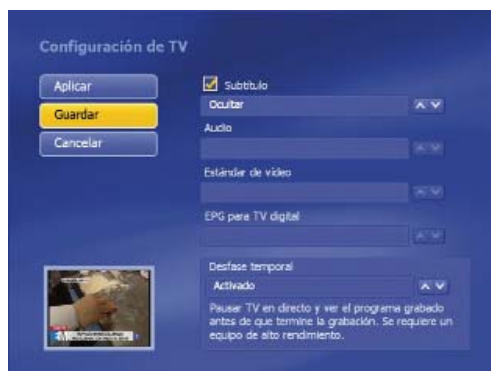 Configuración de TV
Aplicar
Guardar
Cancelar
Subtítulo
Ocultar
Audio
Estándar de vídeo
EPG para TV digital
Desfase temporal
Activado
Pausar TV en directo y ver el programa grabado
antes de que termine la grabación. Se requiere un
equipo de alto rendimiento.